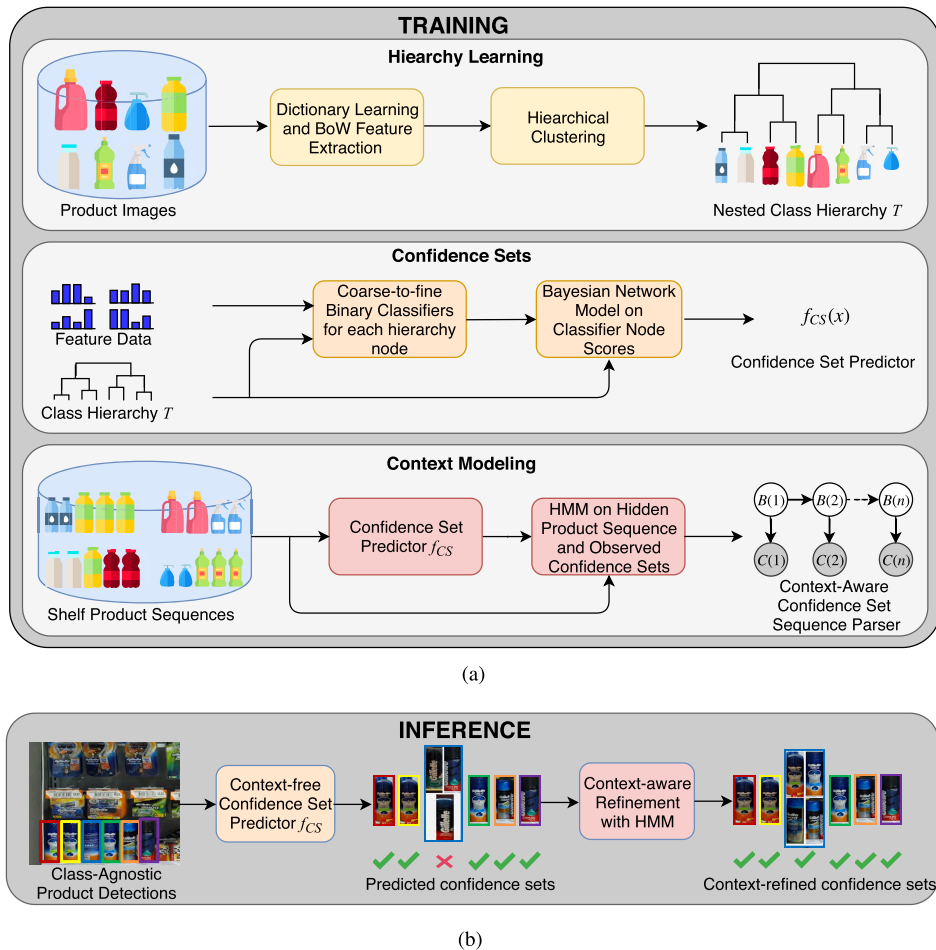 TRAINING
Hiearchy Learning
Dictionary Learning
and BoW Feature
Extraction
Hiearchical
Clustering
Product Images
Nested Class Hierarchy T
Confidence Sets
Feature Data
Class Hierarchy T
Coarse-to-fine
Binary Classifiers
for each hierarchy
node
Bayesian Network
Model on
Classifier Node
Scores
f_CS(x)
Confidence Set Predictor
Context Modeling
Shelf Product Sequences
Confidence Set
Predictor f_CS
HMM on Hidden
Product Sequence
and Observed
Confidence Sets
B(1) B(2) B(n)
C(1) C(2) C(n)
Context-Aware
Confidence Set
Sequence Parser
(a)
INFERENCE
Class-Agnostic
Product Detections
Context-free
Confidence Set
Predictor f_CS
Predicted confidence sets
Context-aware
Refinement
with HMM
Context-refined confidence sets
(b)